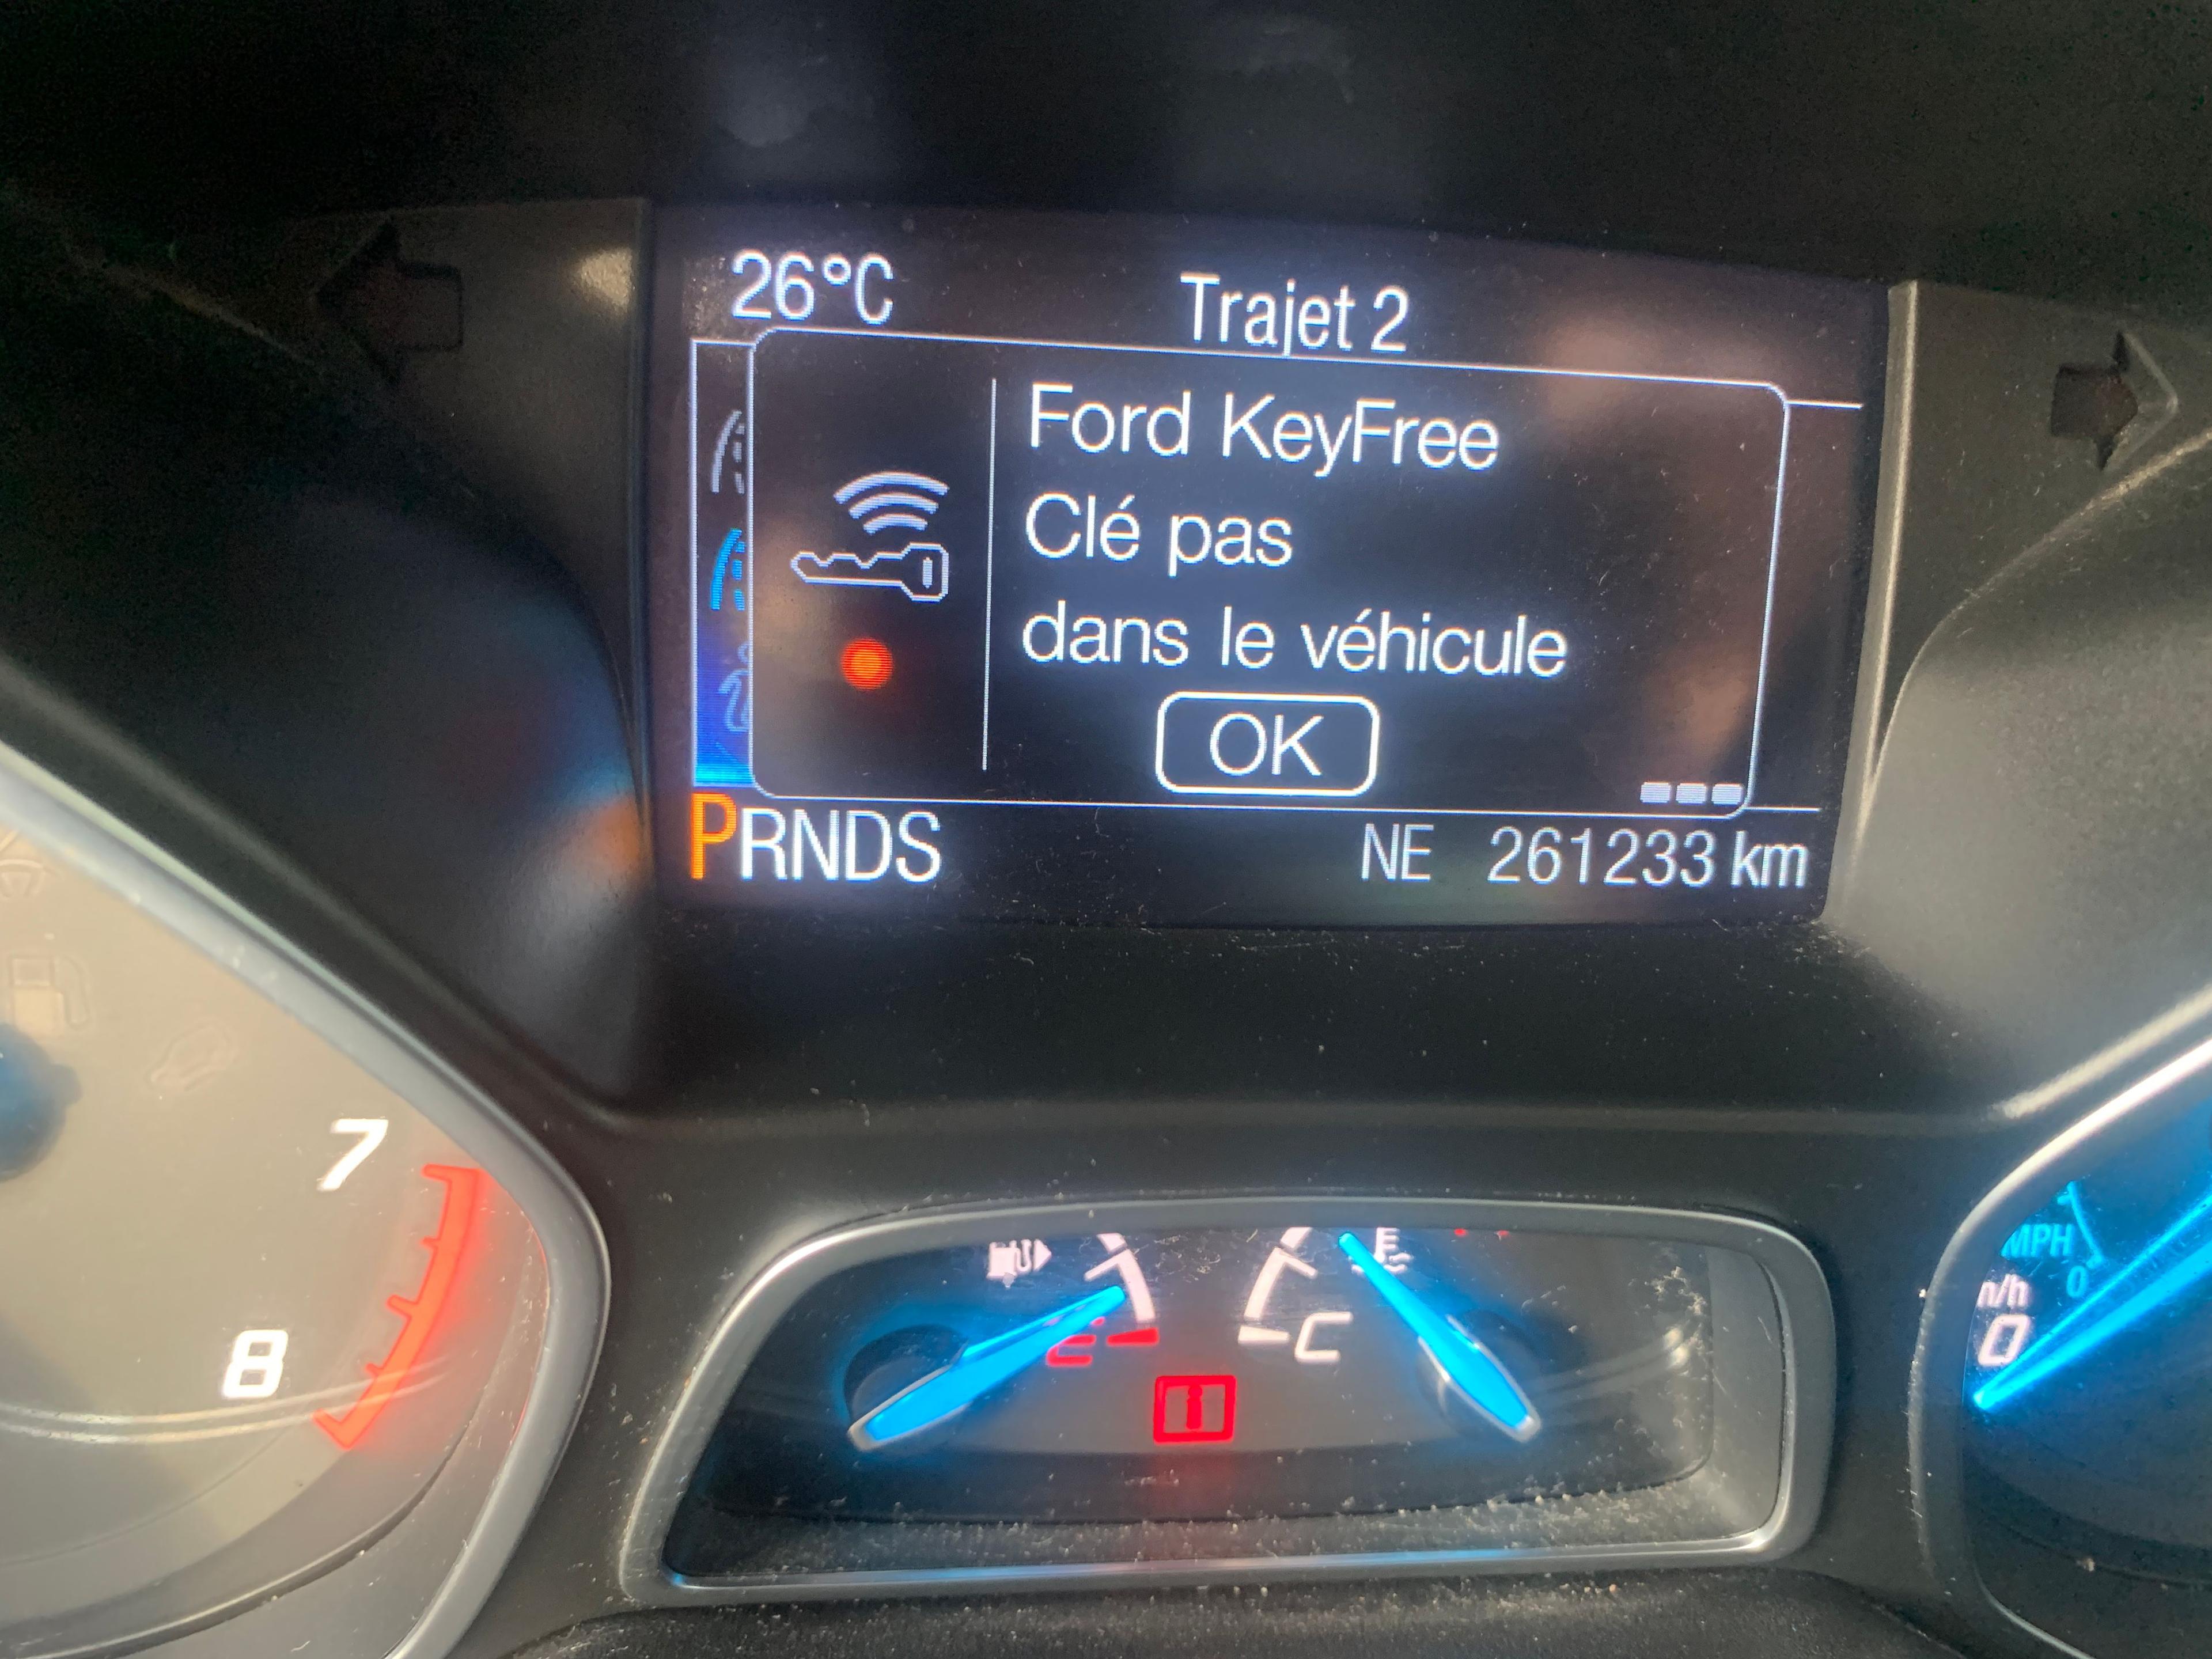 26°C Trajet 2
Ford KeyFree
Clé pas
dans le véhicule
OK
PRNDS NE 261233 km
7
8
E
C
MPH
0
0